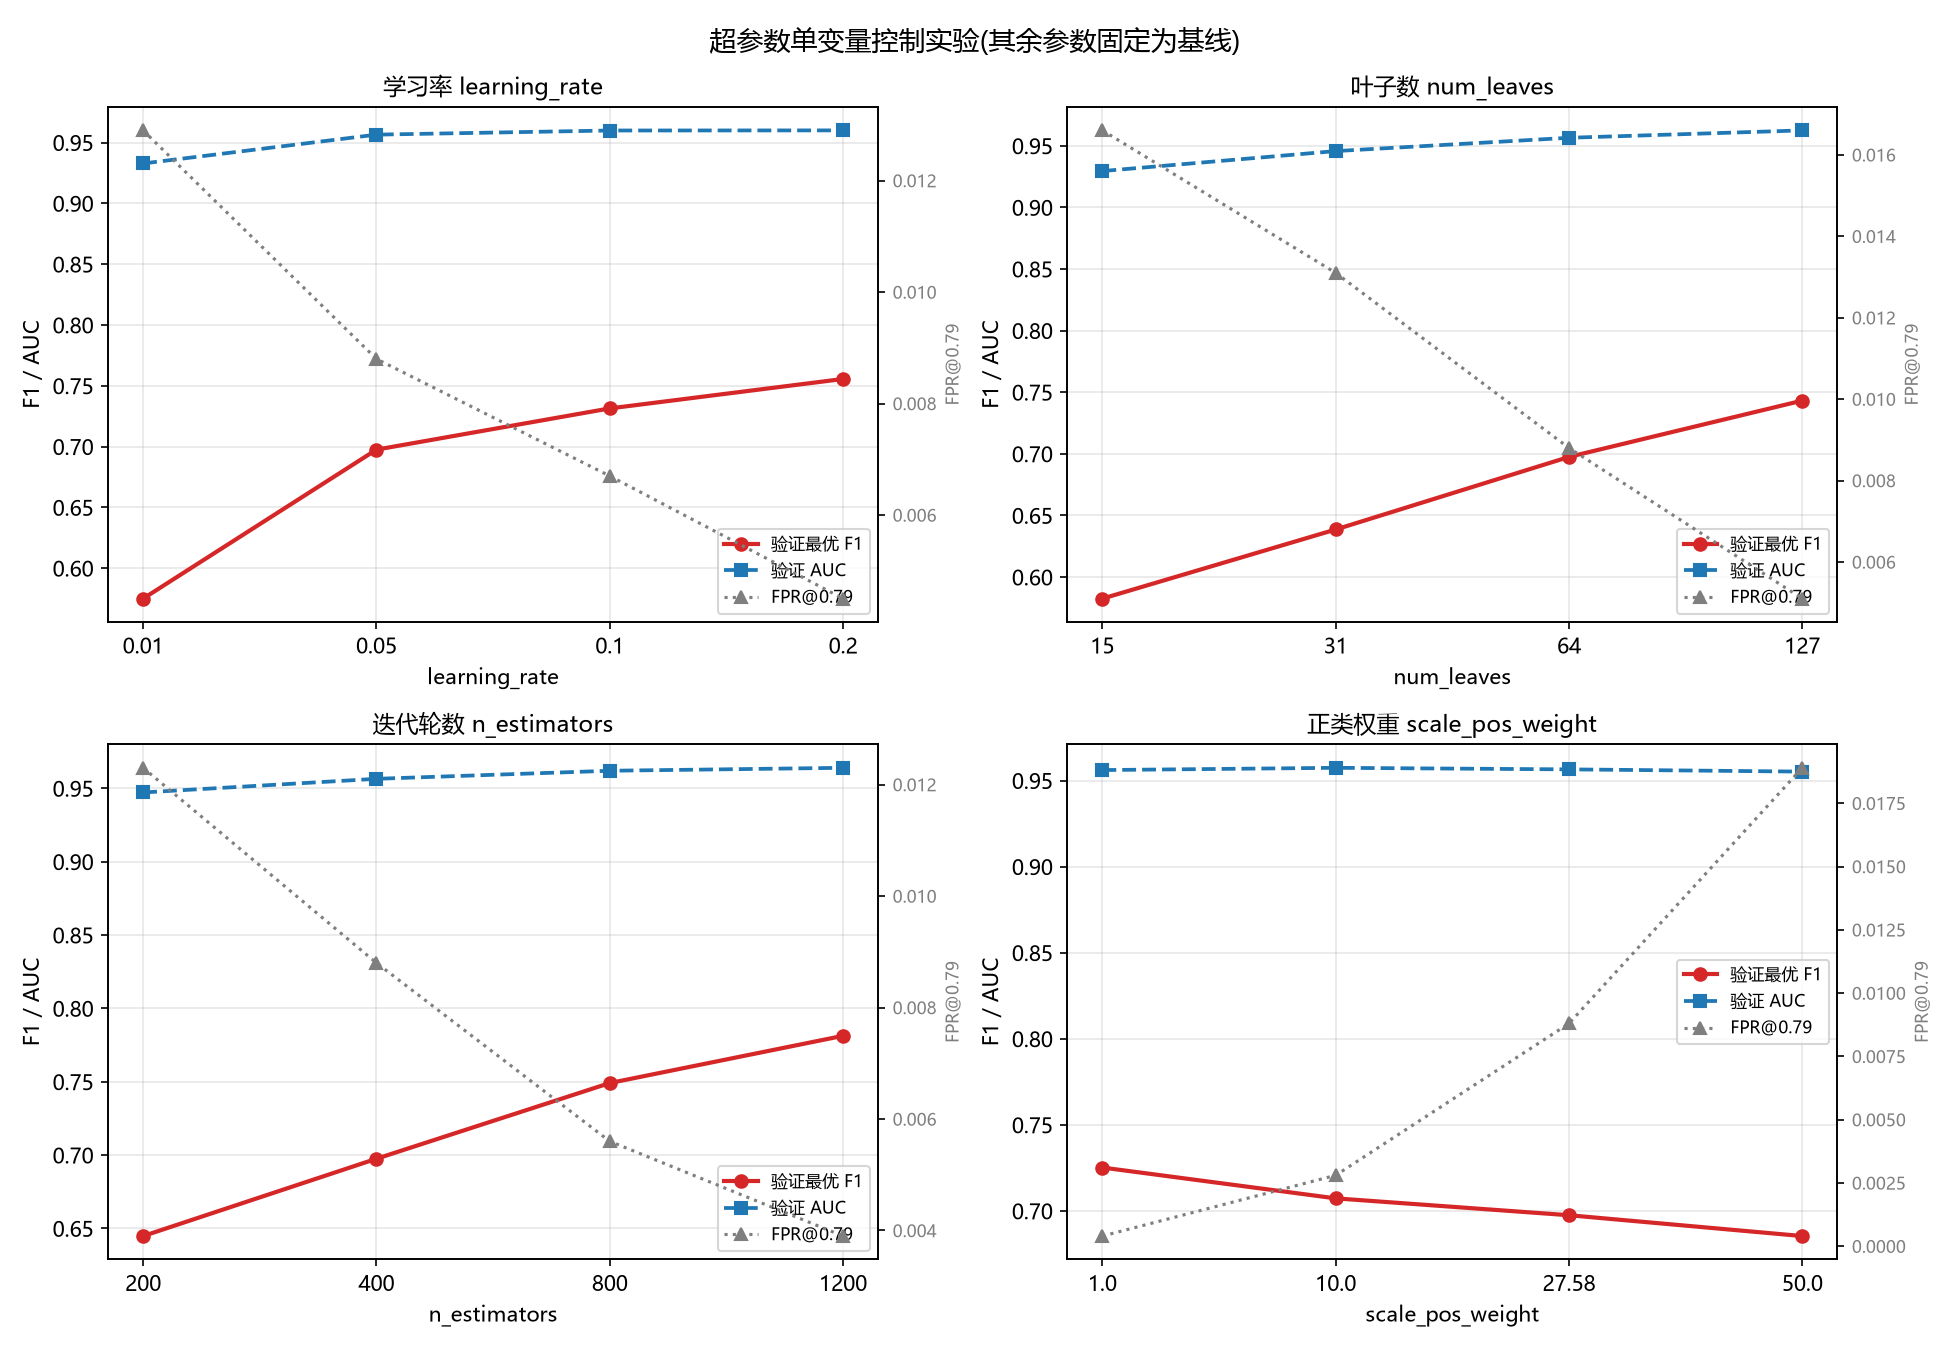 超参数单变量控制实验(其余参数固定为基线)
学习率 learning_rate
F1 / AUC
0.95
0.90
0.85
0.80
0.75
0.70
0.65
0.60
0.012
0.010
0.008
0.006
FPR@0.79
验证最优 F1
验证 AUC
FPR@0.79
0.01 0.05 0.1 0.2
learning_rate
叶子数 num_leaves
F1 / AUC
0.95
0.90
0.85
0.80
0.75
0.70
0.65
0.60
0.016
0.014
0.012
0.010
0.008
0.006
FPR@0.79
验证最优 F1
验证 AUC
FPR@0.79
15 31 64 127
num_leaves
迭代轮数 n_estimators
F1 / AUC
0.95
0.90
0.85
0.80
0.75
0.70
0.65
0.012
0.010
0.008
0.006
0.004
FPR@0.79
验证最优 F1
验证 AUC
FPR@0.79
200 400 800 1200
n_estimators
正类权重 scale_pos_weight
F1 / AUC
0.95
0.90
0.85
0.80
0.75
0.70
0.0175
0.0150
0.0125
0.0100
0.0075
0.0050
0.0025
0.0000
FPR@0.79
验证最优 F1
验证 AUC
FPR@0.79
1.0 10.0 27.58 50.0
scale_pos_weight